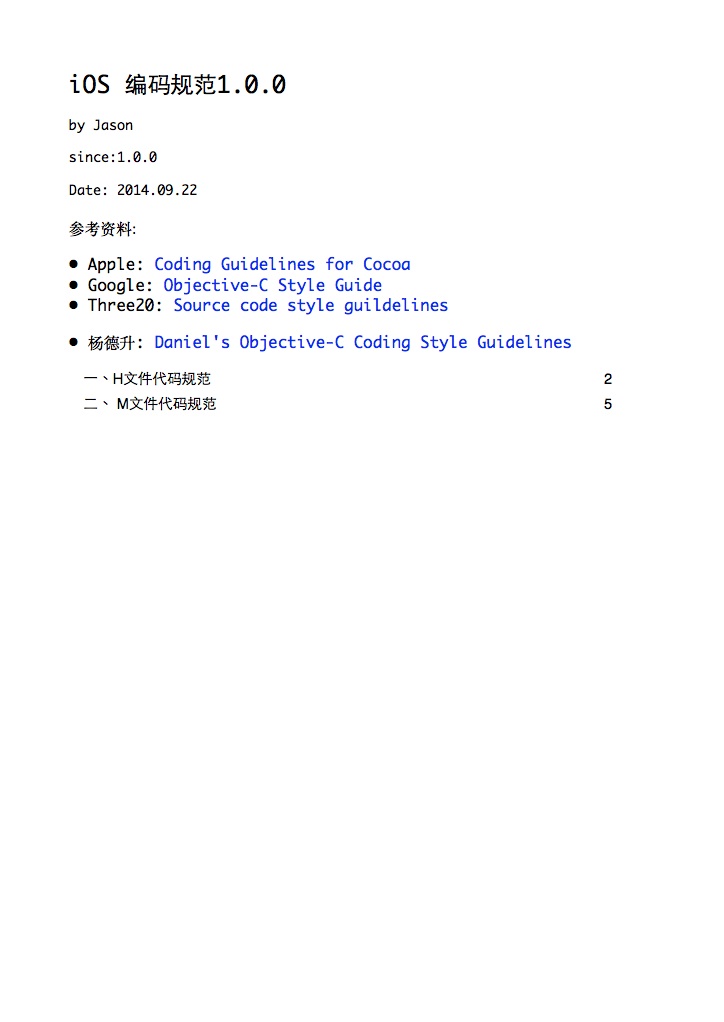 iOS 编码规范1.0.0
by Jason
since:1.0.0
Date: 2014.09.22
参考资料:
• Apple: Coding Guidelines for Cocoa
• Google: Objective-C Style Guide
• Three20: Source code style guildelines
• 杨德升: Daniel's Objective-C Coding Style Guidelines
一、H文件代码规范 2
二、 M文件代码规范 5